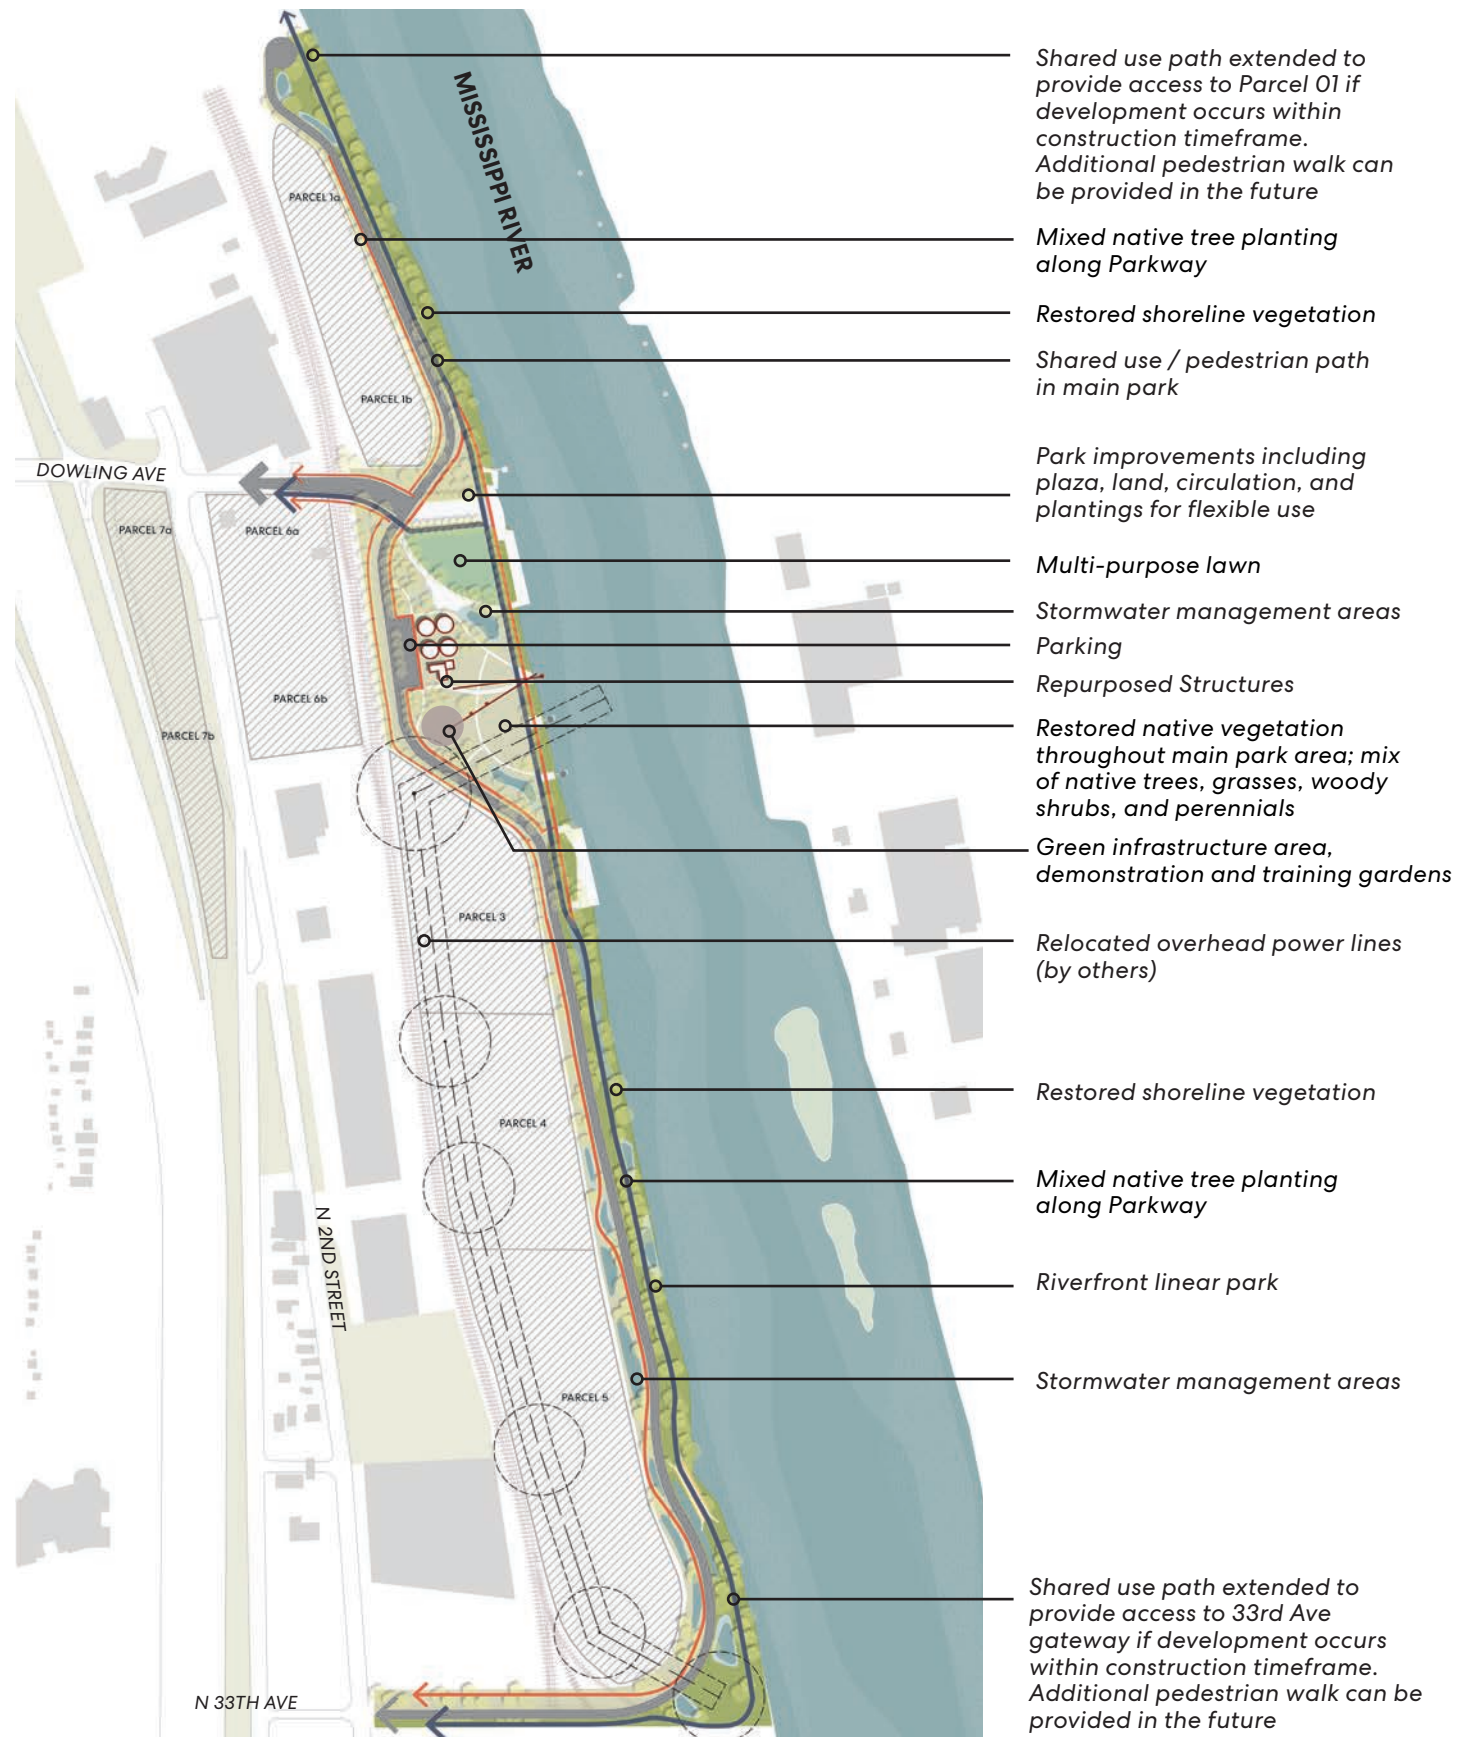 Shared use path extended to
provide access to Parcel 01 if
development occurs within
construction timeframe.
Additional pedestrian walk can
be provided in the future
MISSISSIPPI RIVER
PARCEL 1a
Mixed native tree planting
along Parkway
Restored shoreline vegetation
Shared use / pedestrian path
in main park
PARCEL 1b
DOWLING AVE
Park improvements including
plaza, land, circulation, and
plantings for flexible use
PARCEL 7a
PARCEL 6a
Multi-purpose lawn
Stormwater management areas
Parking
Repurposed Structures
PARCEL 6b
PARCEL 7b
Restored native vegetation
throughout main park area; mix
of native trees, grasses, woody
shrubs, and perennials
Green infrastructure area,
demonstration and training gardens
PARCEL 3
Relocated overhead power lines
(by others)
Restored shoreline vegetation
PARCEL 4
Mixed native tree planting
along Parkway
N 2ND STREET
Riverfront linear park
Stormwater management areas
PARCEL 5
Shared use path extended to
provide access to 33rd Ave
gateway if development occurs
within construction timeframe.
Additional pedestrian walk can be
provided in the future
N 33TH AVE